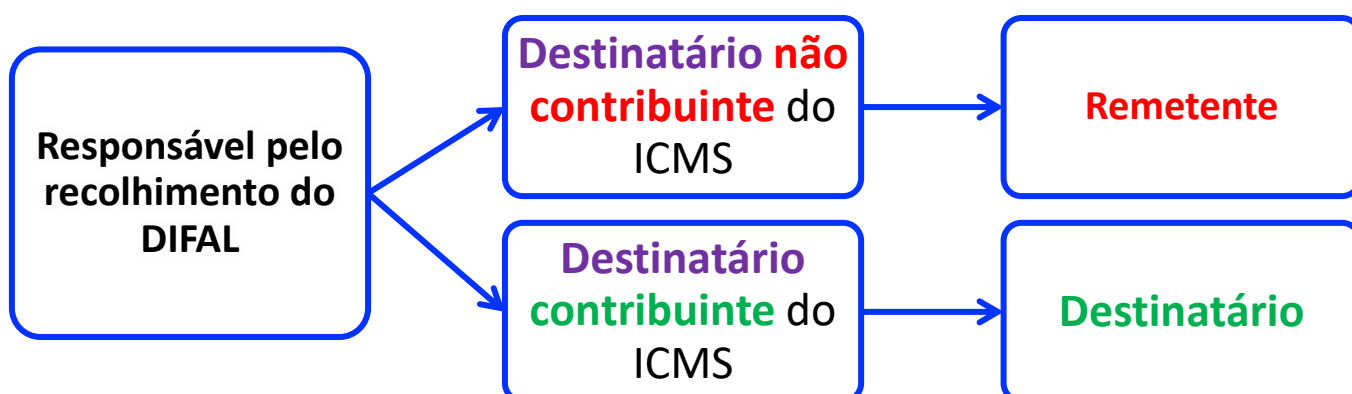 Responsável pelo
recolhimento do
DIFAL
Destinatário não
contribuinte do
ICMS
Remetente
Destinatário
contribuinte do
ICMS
Destinatário